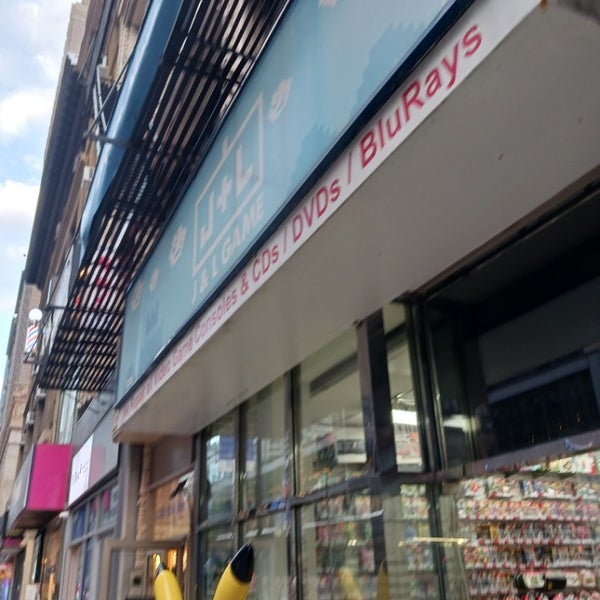 J+L
J & L GAME
Video Game Consoles & CDs / DVDs / BluRays